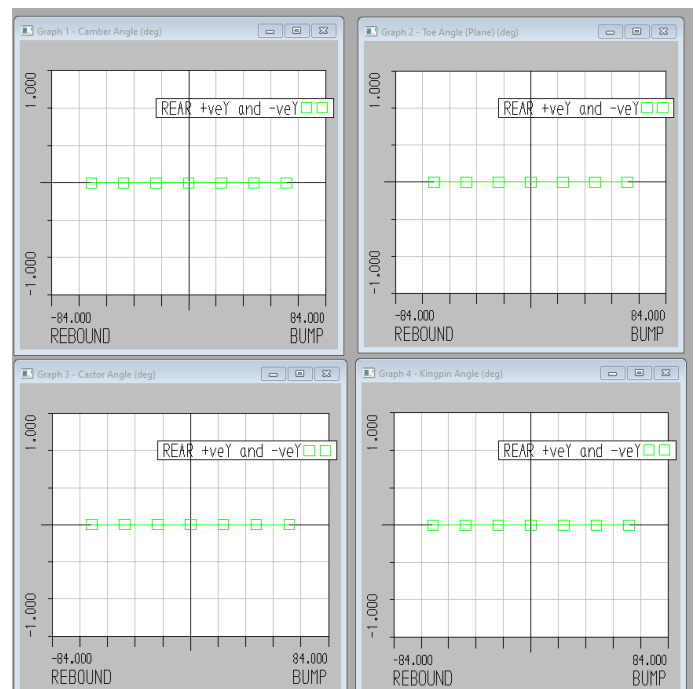 Graph 1 - Camber Angle (deg)
1.000
REAR +veY and -veY
-1.000
-84.000 84.000
REBOUND BUMP
Graph 2 - Toe Angle (Plane) (deg)
1.000
REAR +veY and -veY
-1.000
-84.000 84.000
REBOUND BUMP
Graph 3 - Castor Angle (deg)
1.000
REAR +veY and -veY
-1.000
-84.000 84.000
REBOUND BUMP
Graph 4 - Kingpin Angle (deg)
1.000
REAR +veY and -veY
-1.000
-84.000 84.000
REBOUND BUMP